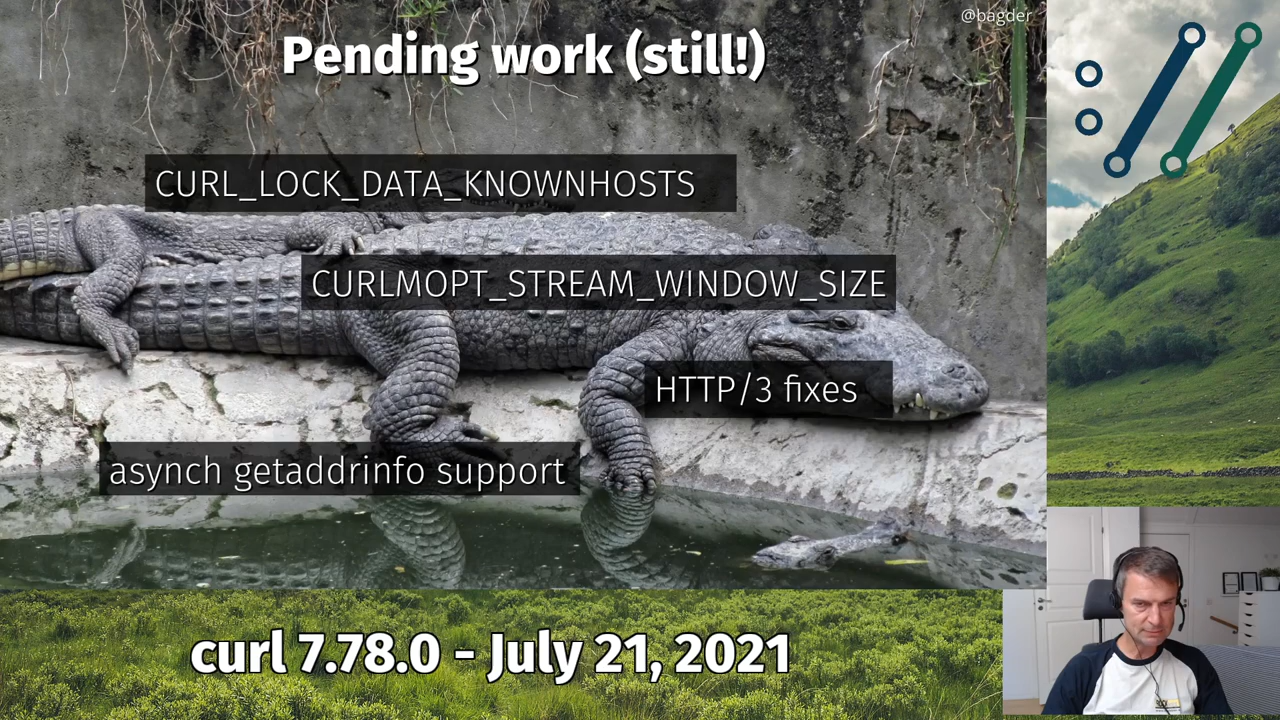 @bagder
Pending work (still!)
CURL_LOCK_DATA_KNOWNHOSTS
CURLMOPT_STREAM_WINDOW_SIZE
HTTP/3 fixes
asynch getaddrinfo support
curl 7.78.0 - July 21, 2021